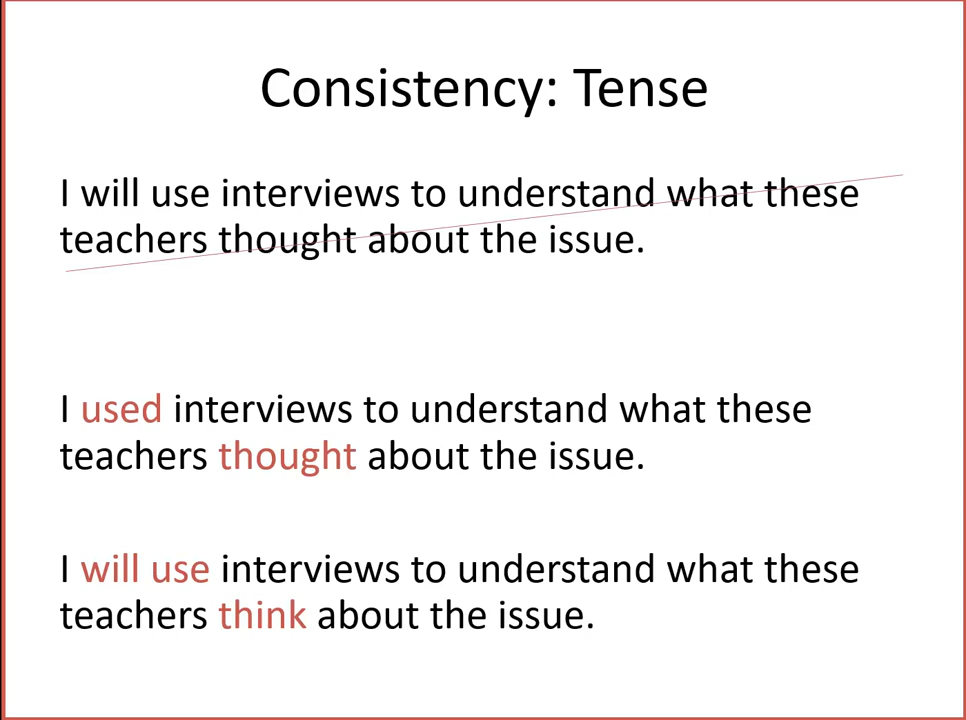 Consistency: Tense
I will use interviews to understand what these
teachers thought about the issue.
I used interviews to understand what these
teachers thought about the issue.
I will use interviews to understand what these
teachers think about the issue.